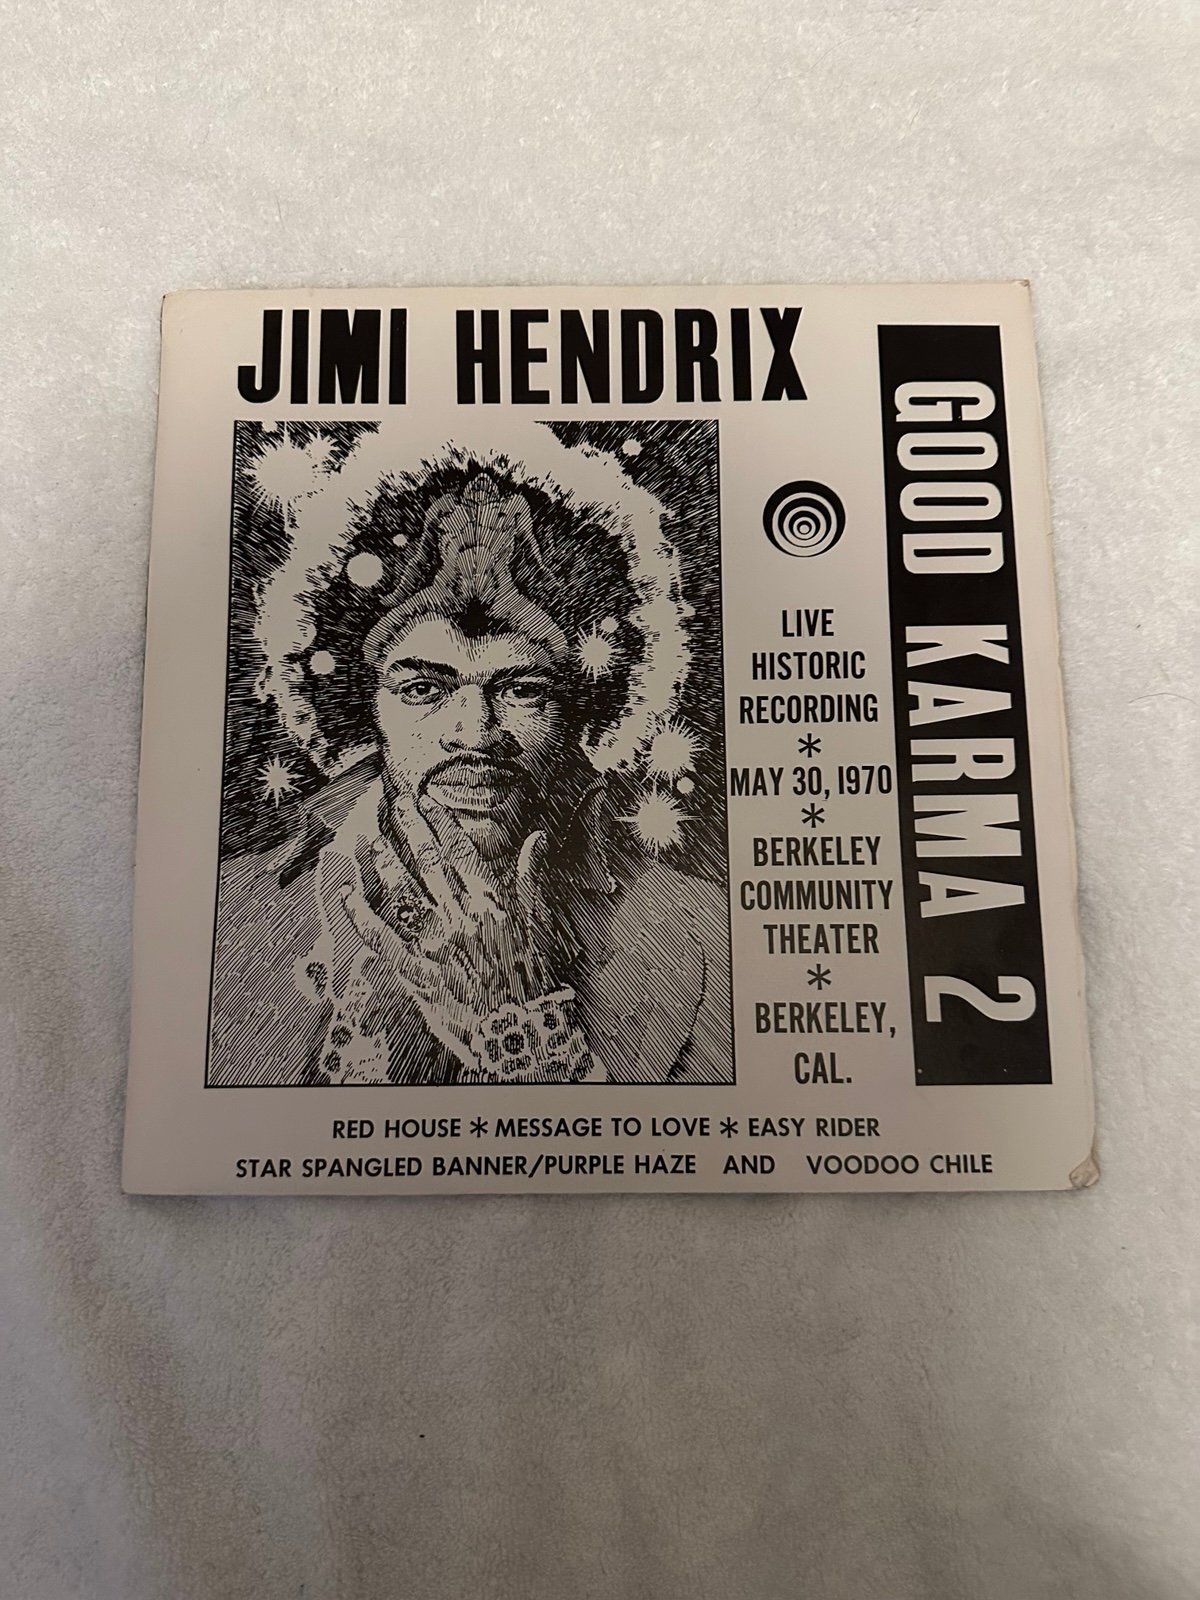 JIMI HENDRIX
GOOD KARMA 2
LIVE
HISTORIC
RECORDING
*
MAY 30, 1970
*
BERKELEY
COMMUNITY
THEATER
*
BERKELEY,
CAL.
RED HOUSE * MESSAGE TO LOVE * EASY RIDER
STAR SPANGLED BANNER/PURPLE HAZE AND VOODOO CHILE